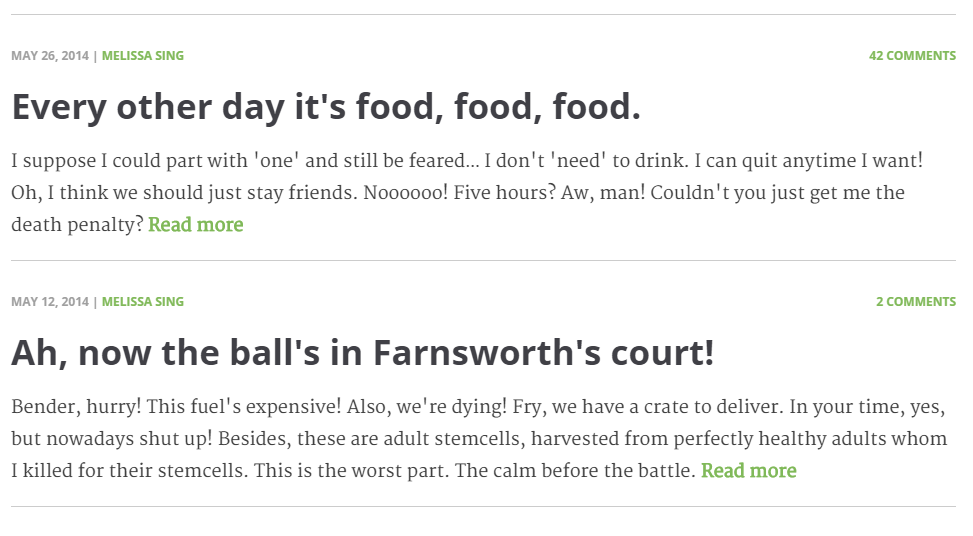 MAY 26, 2014 | MELISSA SING 42 COMMENTS
Every other day it's food, food, food.
I suppose I could part with 'one' and still be feared... I don't 'need' to drink. I can quit anytime I want!
Oh, I think we should just stay friends. Noooooo! Five hours? Aw, man! Couldn't you just get me the
death penalty? Read more
MAY 12, 2014 | MELISSA SING 2 COMMENTS
Ah, now the ball's in Farnsworth's court!
Bender, hurry! This fuel's expensive! Also, we're dying! Fry, we have a crate to deliver. In your time, yes,
but nowadays shut up! Besides, these are adult stemcells, harvested from perfectly healthy adults whom
I killed for their stemcells. This is the worst part. The calm before the battle. Read more